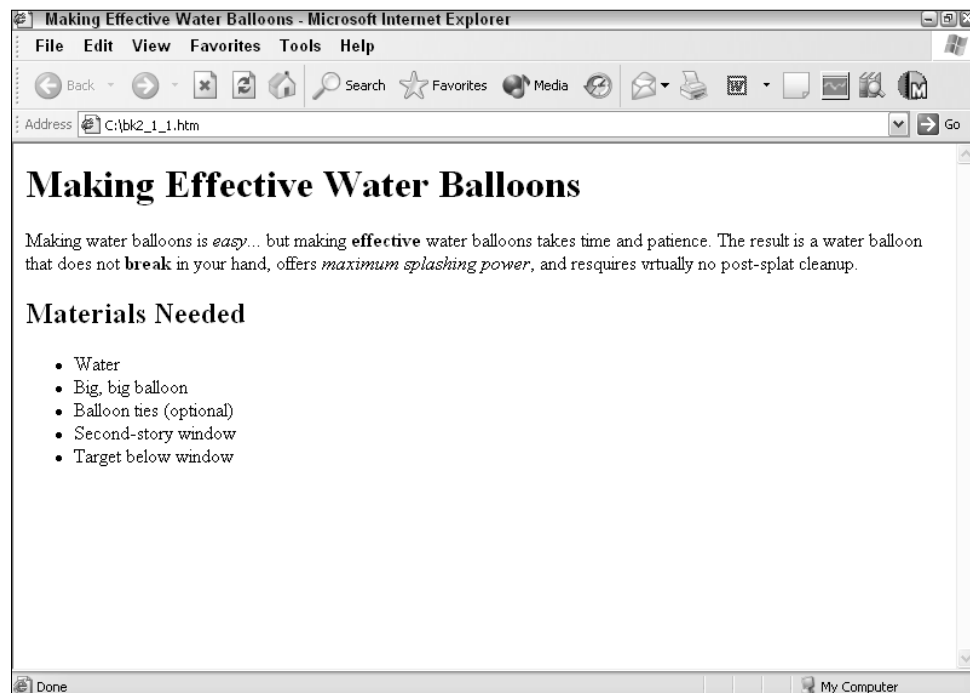 Making Effective Water Balloons - Microsoft Internet Explorer
File Edit View Favorites Tools Help
Back Search Favorites Media
Address C:\bk2_1_1.htm Go
Making Effective Water Balloons
Making water balloons is easy... but making effective water balloons takes time and patience. The result is a water balloon
that does not break in your hand, offers maximum splashing power, and resquires vrtually no post-splat cleanup.
Materials Needed
• Water
• Big, big balloon
• Balloon ties (optional)
• Second-story window
• Target below window
Done My Computer